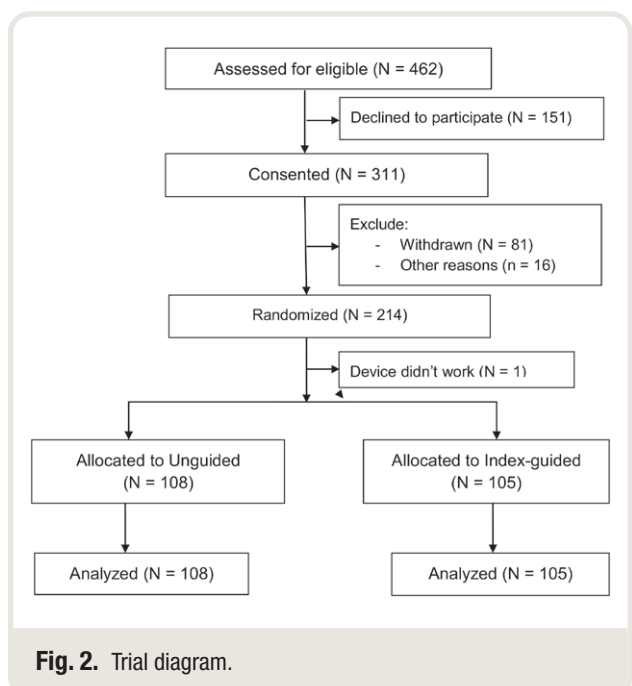 Assessed for eligible (N = 462)
Declined to participate (N = 151)
Consented (N = 311)
Exclude:
- Withdrawn (N = 81)
- Other reasons (n = 16)
Randomized (N = 214)
Device didn't work (N = 1)
Allocated to Unguided
(N = 108)
Allocated to Index-guided
(N = 105)
Analyzed (N = 108)
Analyzed (N = 105)
Fig. 2. Trial diagram.